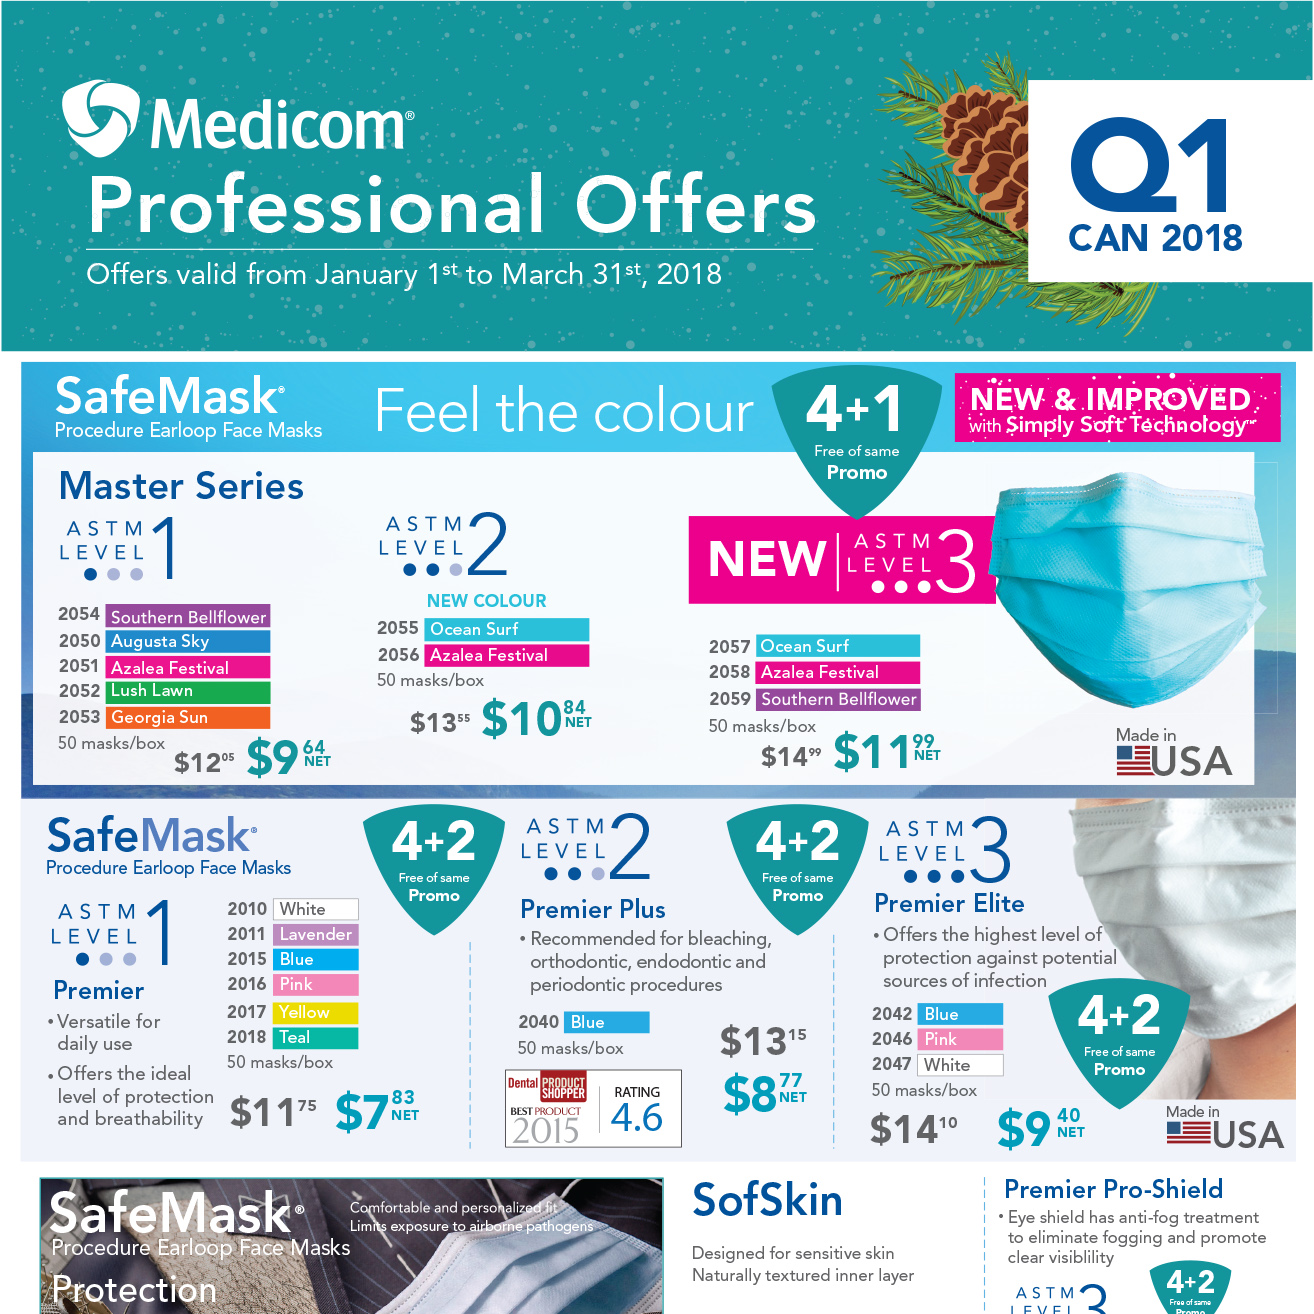 Medicom®
Professional Offers
Offers valid from January 1st to March 31st, 2018
Q1
CAN 2018
SafeMask®
Procedure Earloop Face Masks
Feel the colour
4+1
Free of same
Promo
NEW & IMPROVED
with Simply Soft Technology™
Master Series
ASTM
LEVEL 1
2054 Southern Bellflower
2050 Augusta Sky
2051 Azalea Festival
2052 Lush Lawn
2053 Georgia Sun
50 masks/box
$12.05 $9.64 NET
ASTM
LEVEL 2
NEW COLOUR
2055 Ocean Surf
2056 Azalea Festival
50 masks/box
$13.55 $10.84 NET
NEW
ASTM
LEVEL 3
2057 Ocean Surf
2058 Azalea Festival
2059 Southern Bellflower
50 masks/box
$14.99 $11.99 NET
Made in
USA
SafeMask®
Procedure Earloop Face Masks
ASTM
LEVEL 1
Premier
• Versatile for
daily use
• Offers the ideal
level of protection
and breathability
2010 White
2011 Lavender
2015 Blue
2016 Pink
2017 Yellow
2018 Teal
50 masks/box
$11.75 $7.83 NET
4+2
Free of same
Promo
ASTM
LEVEL 2
Premier Plus
• Recommended for bleaching,
orthodontic, endodontic and
periodontic procedures
2040 Blue
50 masks/box
$13.15
$8.77 NET
Dental PRODUCT
SHOPPER
BEST PRODUCT
2015
RATING
4.6
4+2
Free of same
Promo
ASTM
LEVEL 3
Premier Elite
• Offers the highest level of
protection against potential
sources of infection
2042 Blue
2046 Pink
2047 White
50 masks/box
$14.10 $9.40 NET
4+2
Free of same
Promo
Made in
USA
SafeMask®
Procedure Earloop Face Masks
Protection
Comfortable and personalized fit
Limits exposure to airborne pathogens
SofSkin
Designed for sensitive skin
Naturally textured inner layer
Premier Pro-Shield
• Eye shield has anti-fog treatment
to eliminate fogging and promote
clear visiblility
ASTM
LEVEL 3
4+2
Free of same
Promo